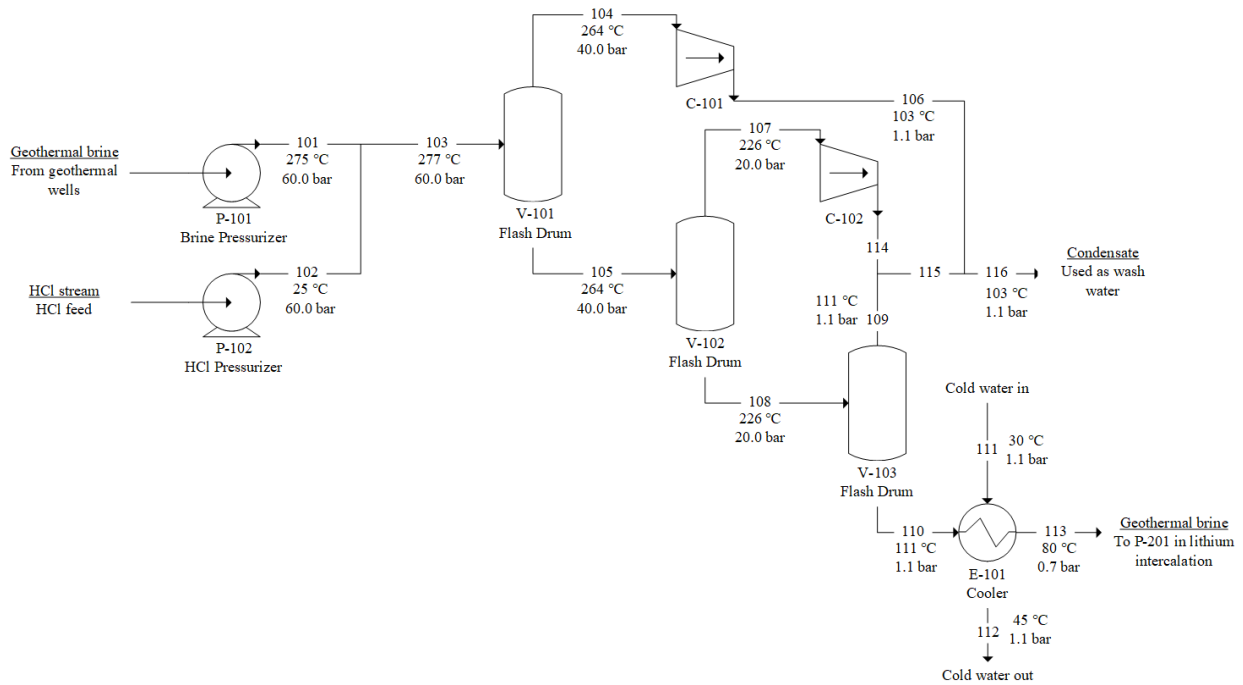 104
264 °C
40.0 bar
C-101
106
103 °C
1.1 bar
Geothermal brine
From geothermal
wells
101
275 °C
60.0 bar
P-101
Brine Pressurizer
103
277 °C
60.0 bar
V-101
Flash Drum
107
226 °C
20.0 bar
C-102
114
HCl stream
HCl feed
102
25 °C
60.0 bar
P-102
HCl Pressurizer
105
264 °C
40.0 bar
V-102
Flash Drum
115
116
103 °C
1.1 bar
Condensate
Used as wash
water
111 °C
1.1 bar
109
108
226 °C
20.0 bar
V-103
Flash Drum
Cold water in
111
30 °C
1.1 bar
110
111 °C
1.1 bar
E-101
Cooler
113
80 °C
0.7 bar
Geothermal brine
To P-201 in lithium
intercalation
112
45 °C
1.1 bar
Cold water out